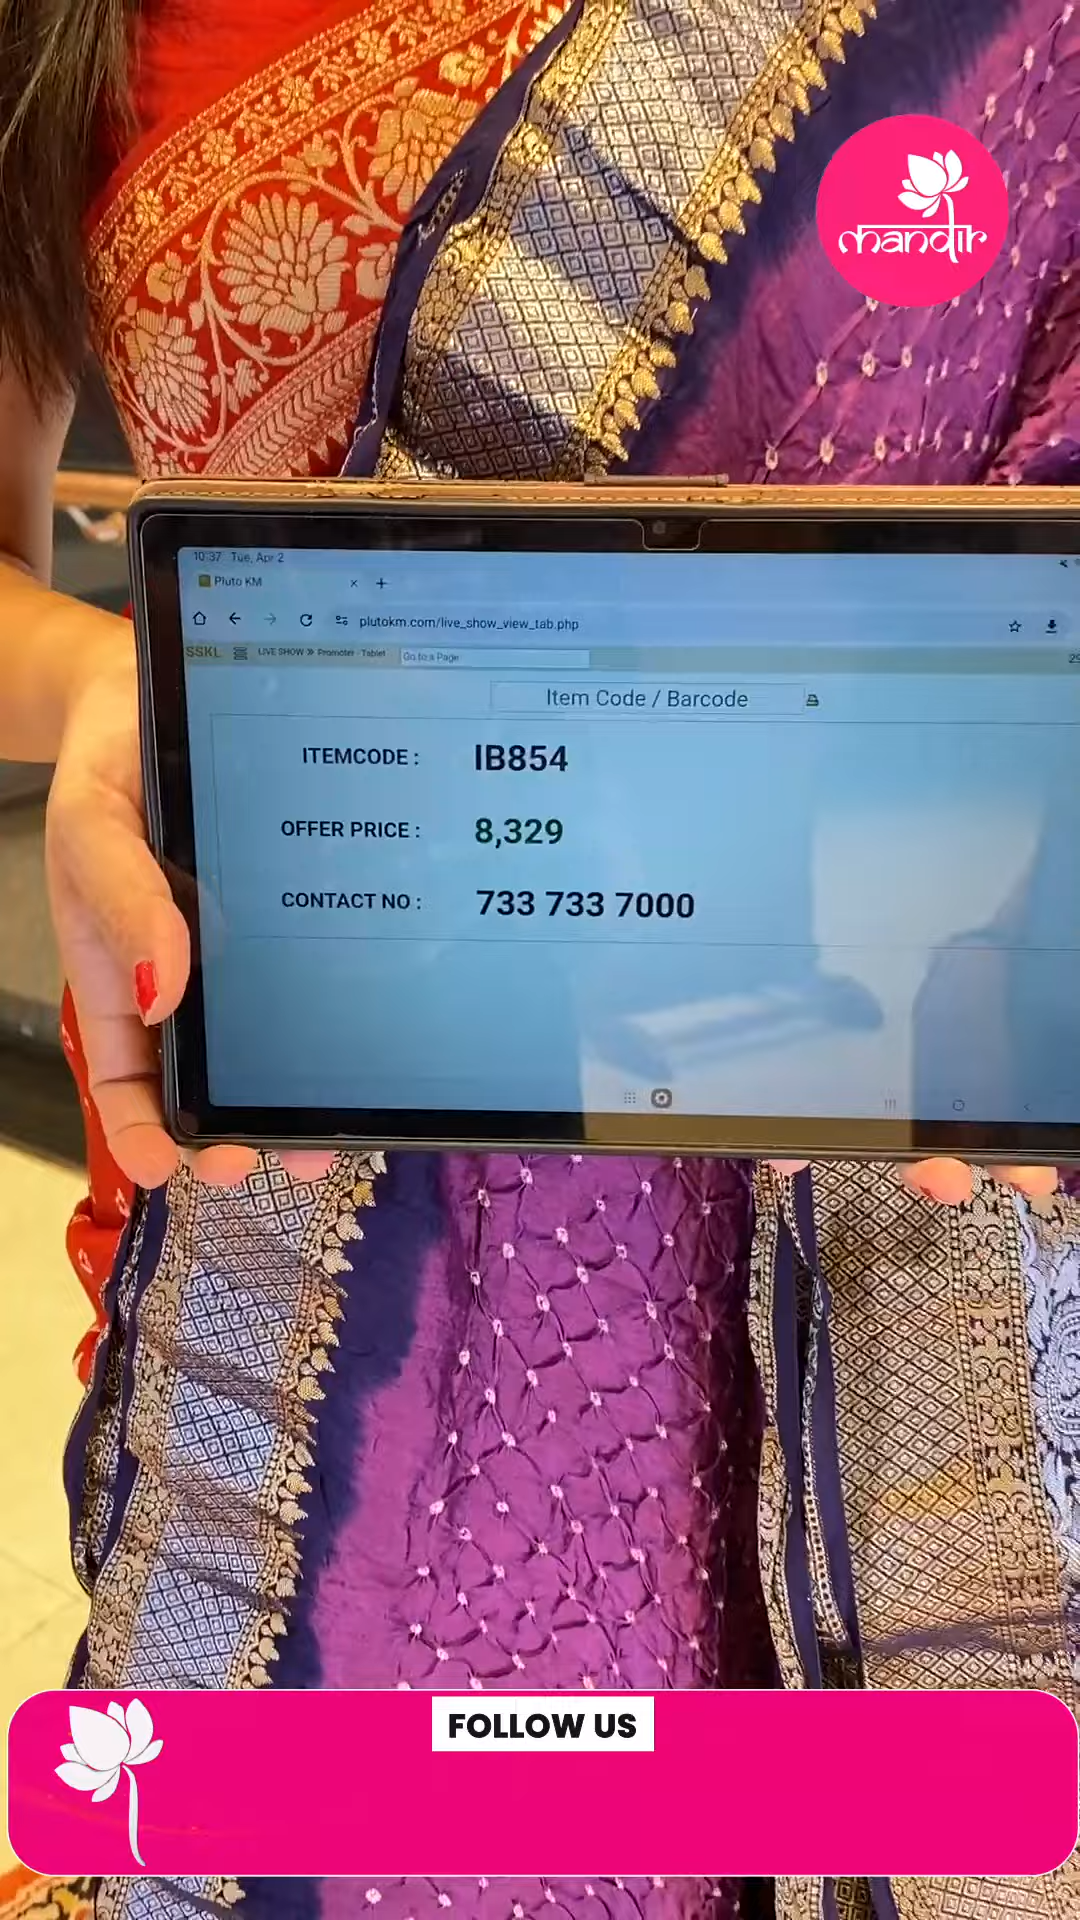 mandir
10:37 Tue, Apr 2
Pluto KM
plutokm.com/live_show_view_tab.php
SSKL LIVE SHOW » Promoter - Tablet Go to a Page
Item Code / Barcode
ITEMCODE : IB854
OFFER PRICE : 8,329
CONTACT NO : 733 733 7000
FOLLOW US